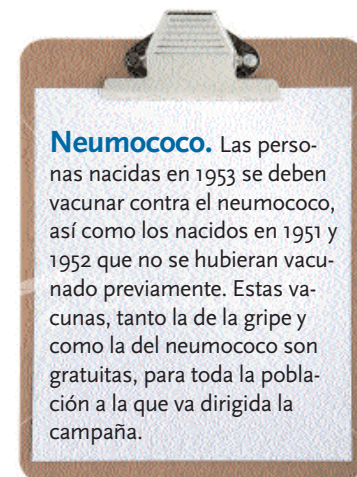 Neumococo. Las perso-
nas nacidas en 1953 se deben
vacunar contra el neumococo,
así como los nacidos en 1951 y
1952 que no se hubieran vacu-
nado previamente. Estas va-
cunas, tanto la de la gripe y
como la del neumococo son
gratuitas, para toda la pobla-
ción a la que va dirigida la
campaña.